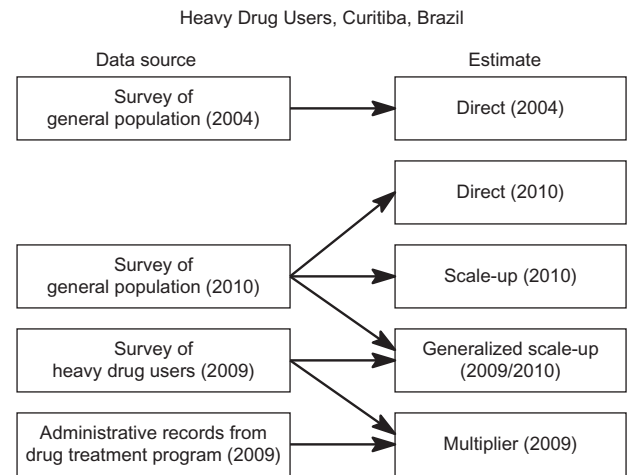 Heavy Drug Users, Curitiba, Brazil
Data source
Estimate
Survey of
general population (2004)
Direct (2004)
Direct (2010)
Survey of
general population (2010)
Scale-up (2010)
Survey of
heavy drug users (2009)
Generalized scale-up
(2009/2010)
Administrative records from
drug treatment program (2009)
Multiplier (2009)